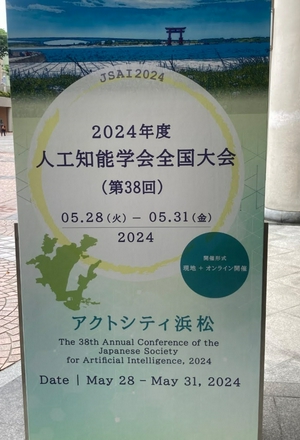 JSAI2024
2024年度
人工知能学会全国大会
(第38回)
05.28(火) — 05.31(金)
2024
開催形式
現地 + オンライン開催
アクトシティ浜松
The 38th Annual Conference of the
Japanese Society
for Artificial Intelligence, 2024
Date | May 28 – May 31, 2024